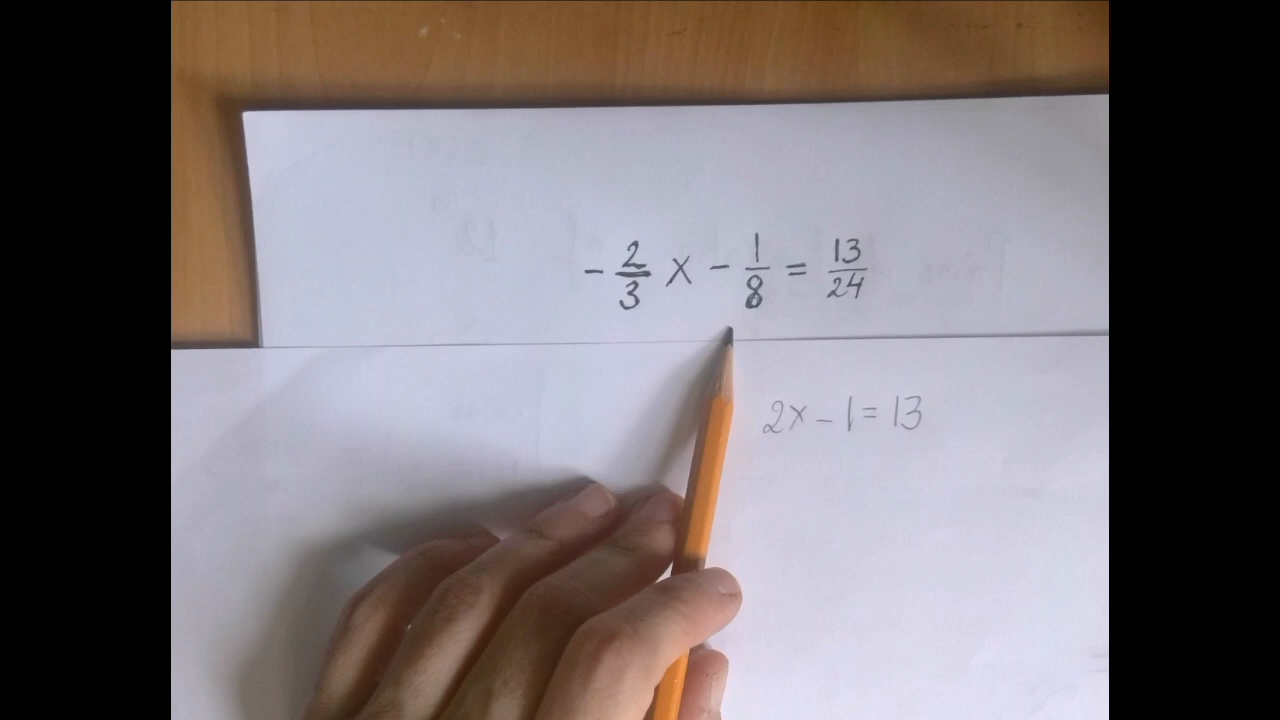 - 2/3 x - 1/8 = 13/24
2x - 1 = 13